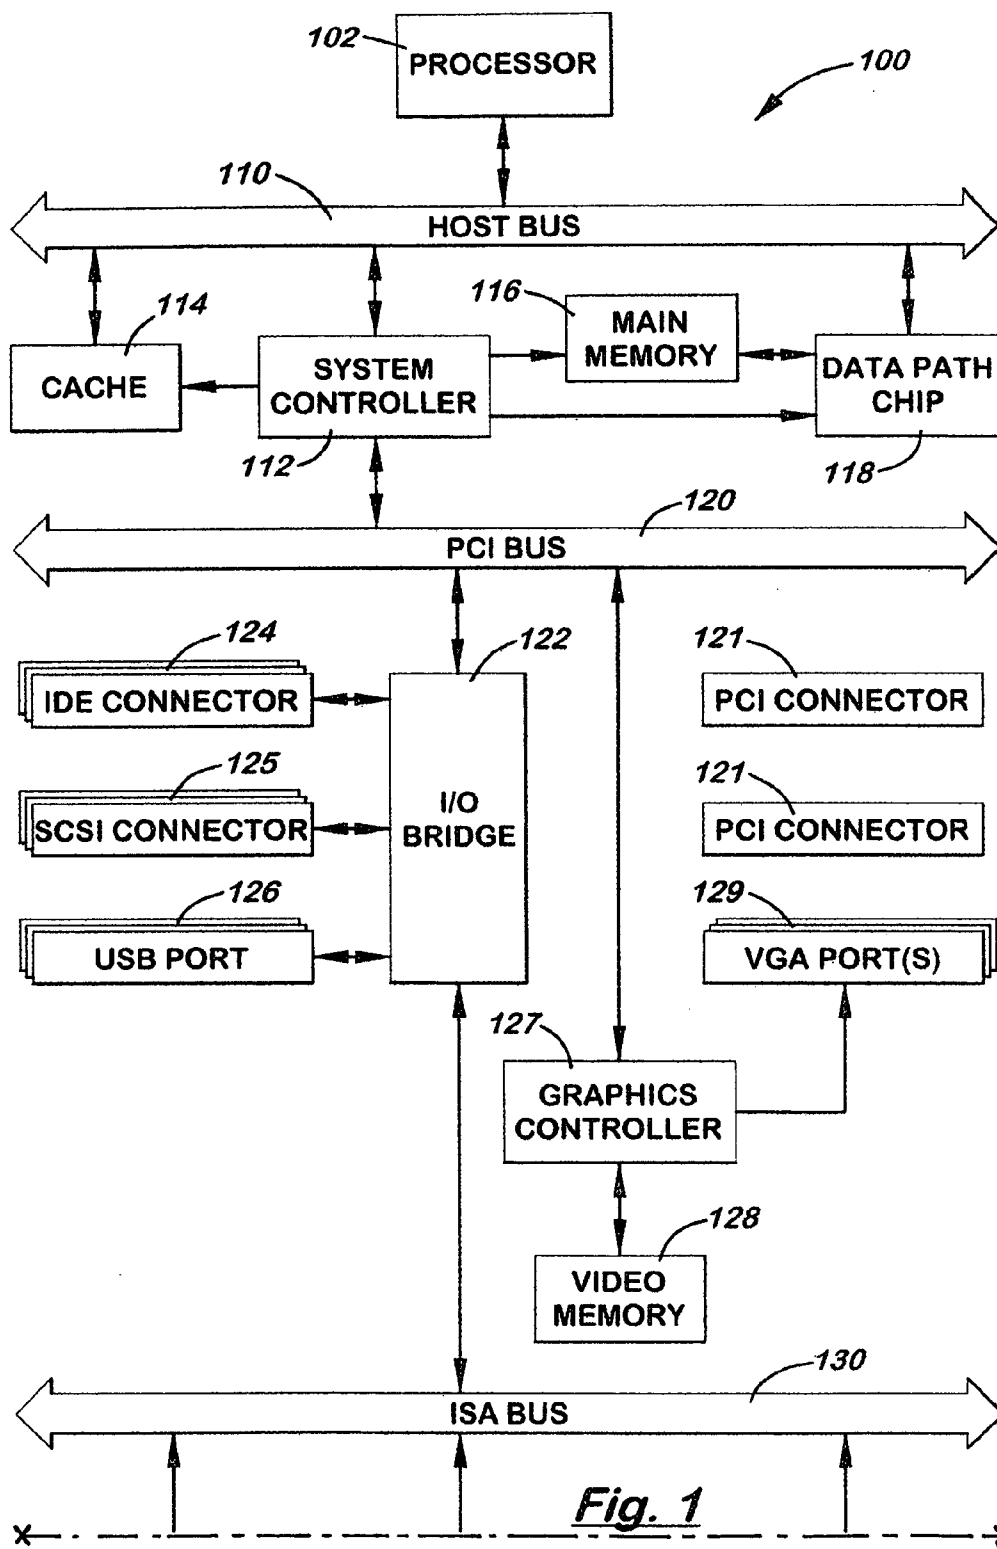 102
PROCESSOR
100
110
HOST BUS
114
CACHE
SYSTEM
CONTROLLER
112
116
MAIN
MEMORY
DATA PATH
CHIP
118
120
PCI BUS
124
IDE CONNECTOR
122
121
PCI CONNECTOR
125
SCSI CONNECTOR
I/O
BRIDGE
121
PCI CONNECTOR
126
USB PORT
129
VGA PORT(S)
127
GRAPHICS
CONTROLLER
128
VIDEO
MEMORY
130
ISA BUS
Fig. 1